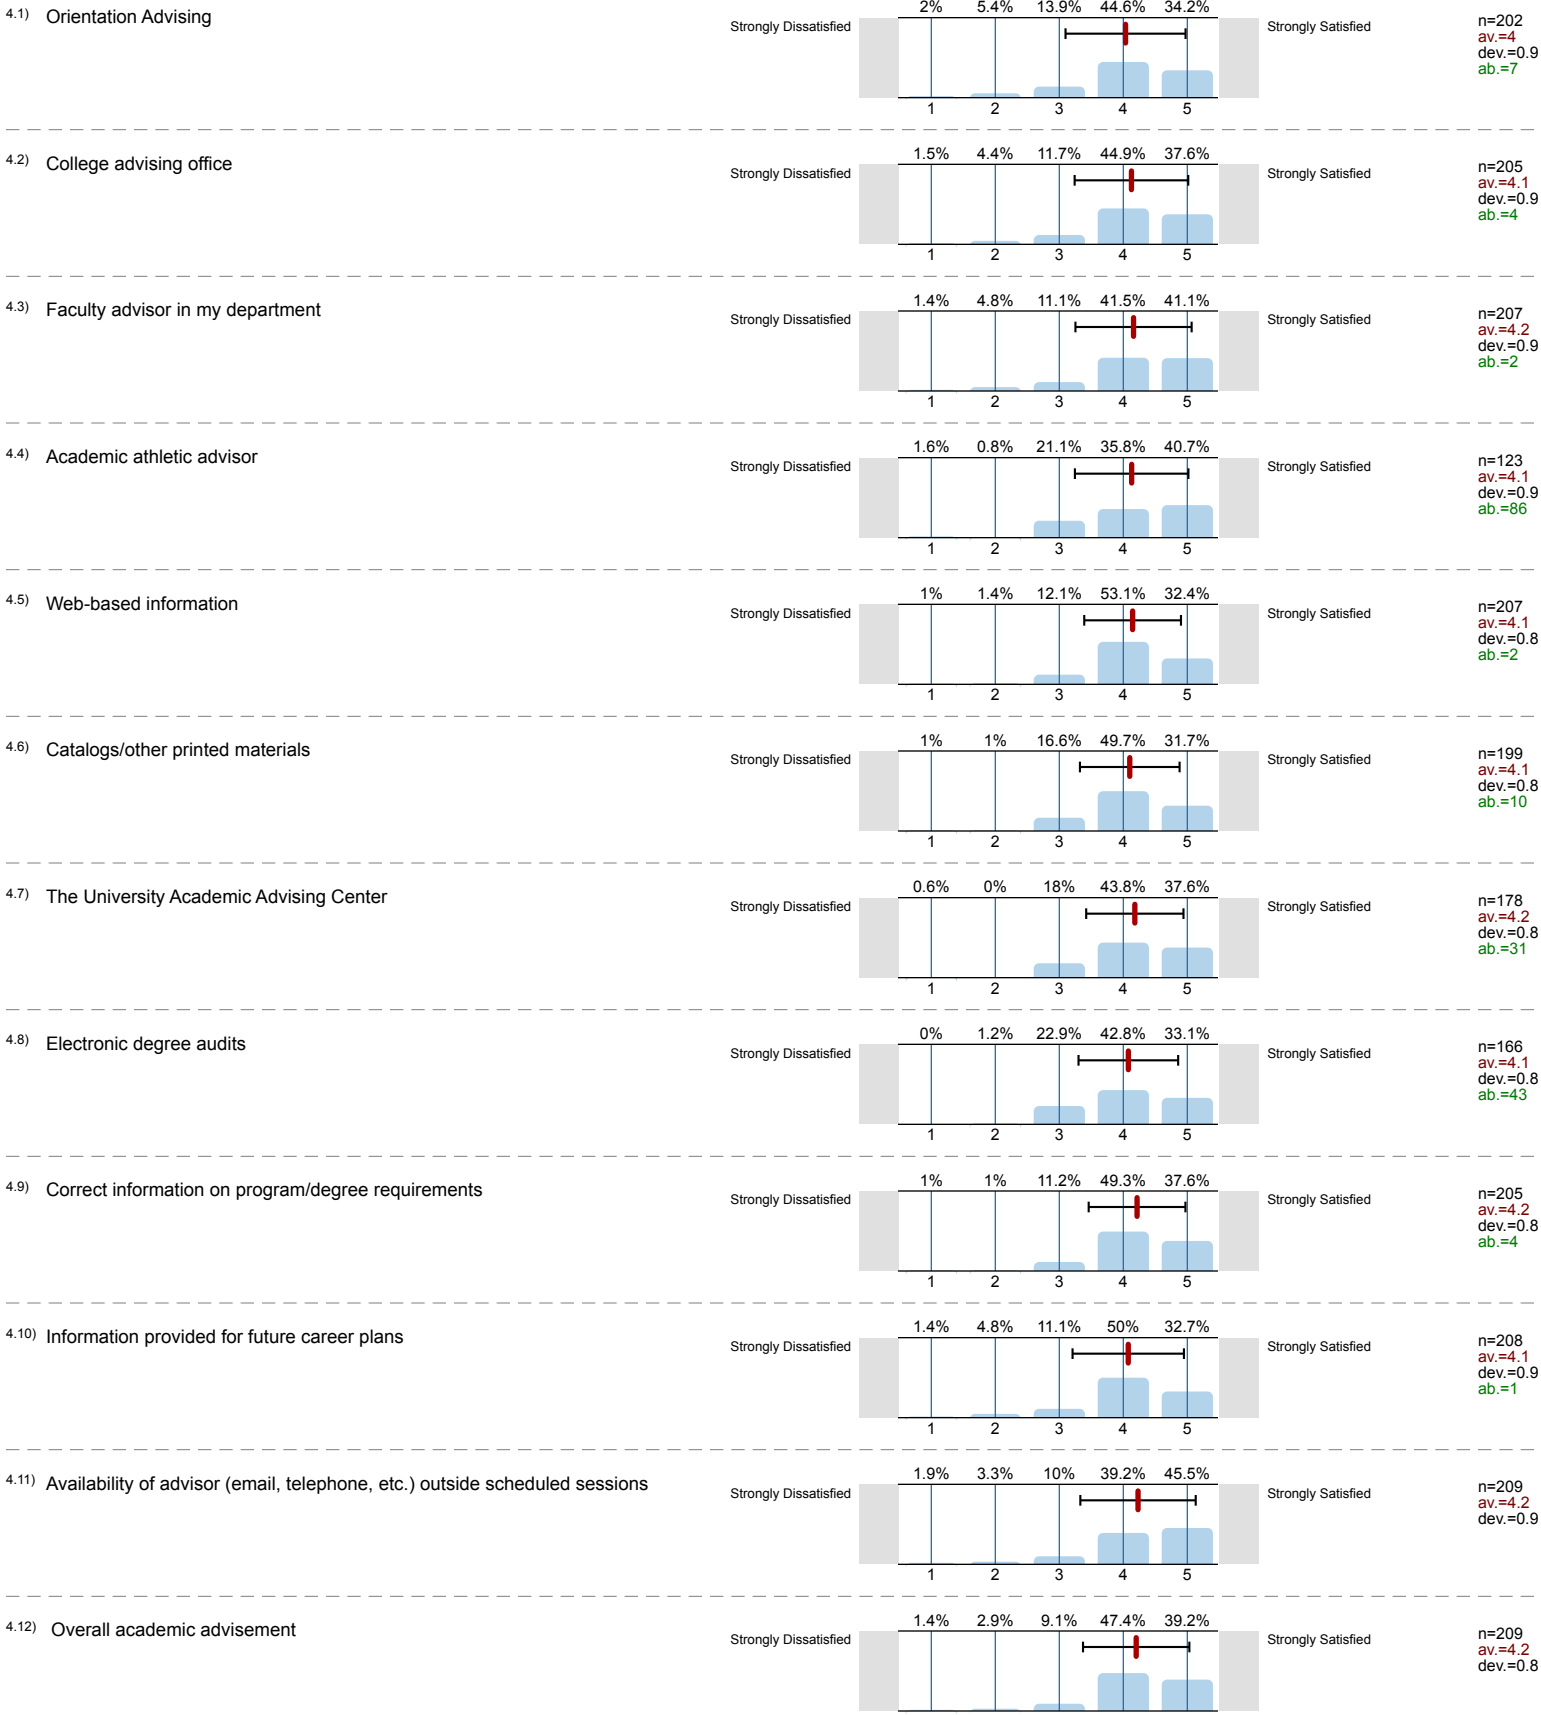 4.1) Orientation Advising
2% 5.4% 13.9% 44.6% 34.2%
Strongly Dissatisfied Strongly Satisfied
n=202
av.=4
dev.=0.9
ab.=7
1 2 3 4 5
4.2) College advising office
1.5% 4.4% 11.7% 44.9% 37.6%
Strongly Dissatisfied Strongly Satisfied
n=205
av.=4.1
dev.=0.9
ab.=4
1 2 3 4 5
4.3) Faculty advisor in my department
1.4% 4.8% 11.1% 41.5% 41.1%
Strongly Dissatisfied Strongly Satisfied
n=207
av.=4.2
dev.=0.9
ab.=2
1 2 3 4 5
4.4) Academic athletic advisor
1.6% 0.8% 21.1% 35.8% 40.7%
Strongly Dissatisfied Strongly Satisfied
n=123
av.=4.1
dev.=0.9
ab.=86
1 2 3 4 5
4.5) Web-based information
1% 1.4% 12.1% 53.1% 32.4%
Strongly Dissatisfied Strongly Satisfied
n=207
av.=4.1
dev.=0.8
ab.=2
1 2 3 4 5
4.6) Catalogs/other printed materials
1% 1% 16.6% 49.7% 31.7%
Strongly Dissatisfied Strongly Satisfied
n=199
av.=4.1
dev.=0.8
ab.=10
1 2 3 4 5
4.7) The University Academic Advising Center
0.6% 0% 18% 43.8% 37.6%
Strongly Dissatisfied Strongly Satisfied
n=178
av.=4.2
dev.=0.8
ab.=31
1 2 3 4 5
4.8) Electronic degree audits
0% 1.2% 22.9% 42.8% 33.1%
Strongly Dissatisfied Strongly Satisfied
n=166
av.=4.1
dev.=0.8
ab.=43
1 2 3 4 5
4.9) Correct information on program/degree requirements
1% 1% 11.2% 49.3% 37.6%
Strongly Dissatisfied Strongly Satisfied
n=205
av.=4.2
dev.=0.8
ab.=4
1 2 3 4 5
4.10) Information provided for future career plans
1.4% 4.8% 11.1% 50% 32.7%
Strongly Dissatisfied Strongly Satisfied
n=208
av.=4.1
dev.=0.9
ab.=1
1 2 3 4 5
4.11) Availability of advisor (email, telephone, etc.) outside scheduled sessions
1.9% 3.3% 10% 39.2% 45.5%
Strongly Dissatisfied Strongly Satisfied
n=209
av.=4.2
dev.=0.9
1 2 3 4 5
4.12) Overall academic advisement
1.4% 2.9% 9.1% 47.4% 39.2%
Strongly Dissatisfied Strongly Satisfied
n=209
av.=4.2
dev.=0.8